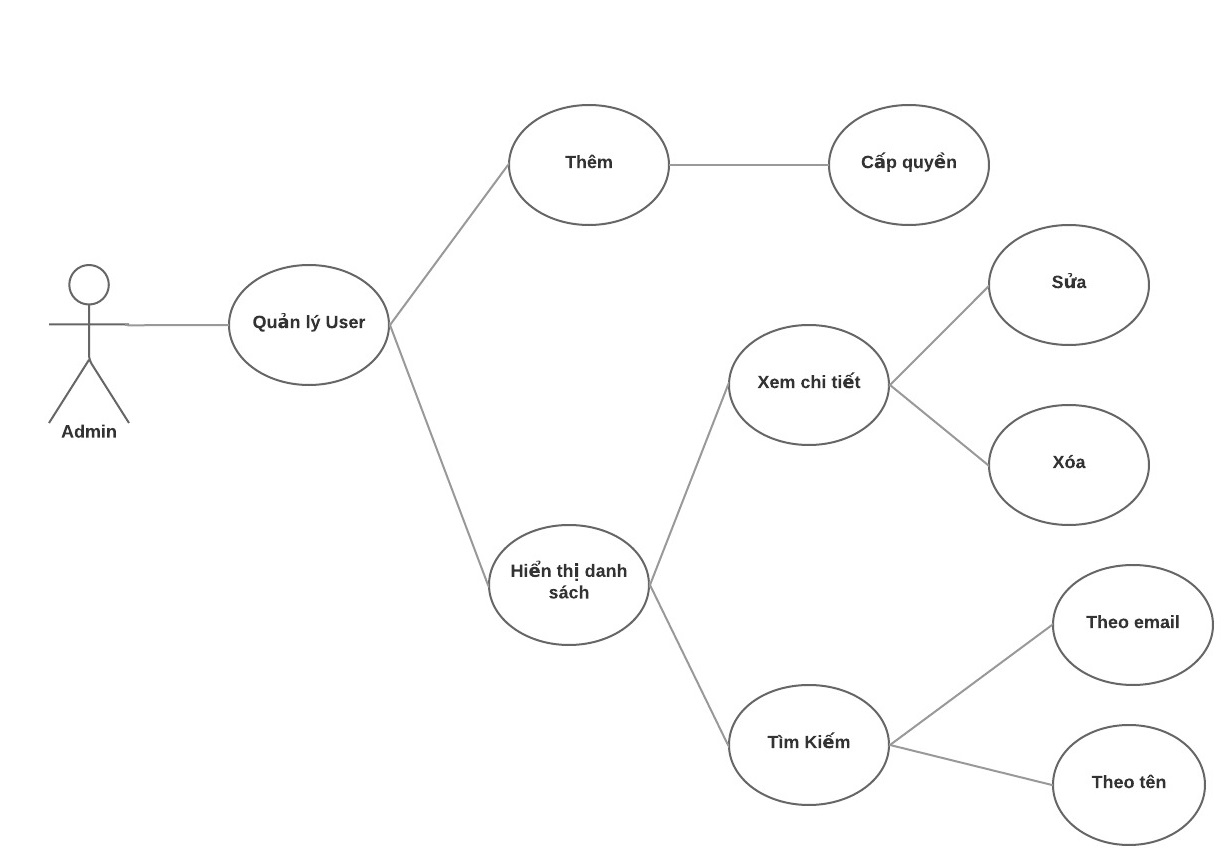 Thêm
Cấp quyền
Sửa
Quản lý User
Xem chi tiết
Admin
Xóa
Hiển thị danh
sách
Theo email
Tìm Kiếm
Theo tên